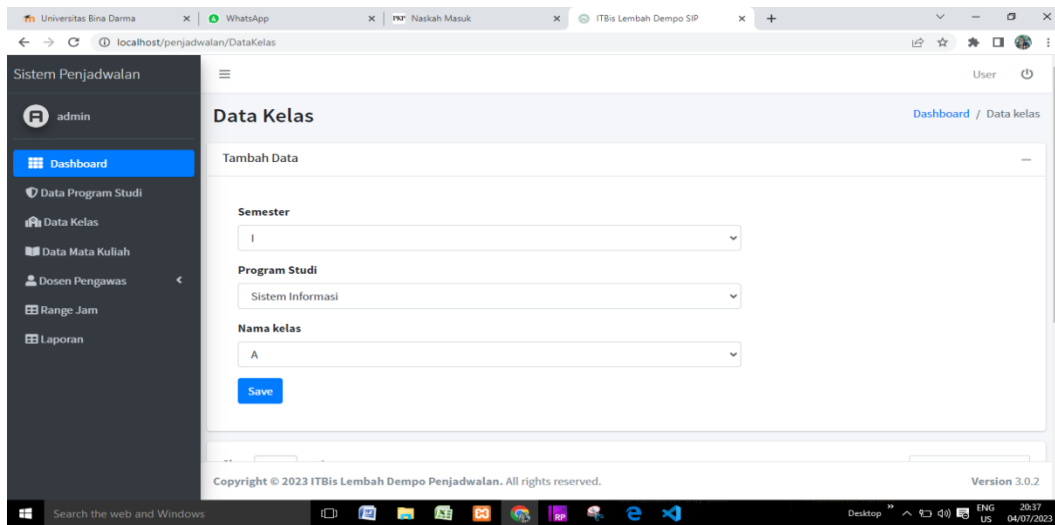 Universitas Bina Darma
WhatsApp
PKP Naskah Masuk
ITBis Lembah Dempo SIP
localhost/penjadwalan/DataKelas
Sistem Penjadwalan
User
admin
Data Kelas
Dashboard / Data kelas
Dashboard
Data Program Studi
Data Kelas
Data Mata Kuliah
Dosen Pengawas
Range Jam
Laporan
Tambah Data
Semester
I
Program Studi
Sistem Informasi
Nama kelas
A
Save
Copyright © 2023 ITBis Lembah Dempo Penjadwalan. All rights reserved.
Version 3.0.2
Search the web and Windows
RP
Desktop
ENG
US
20:37
04/07/2023